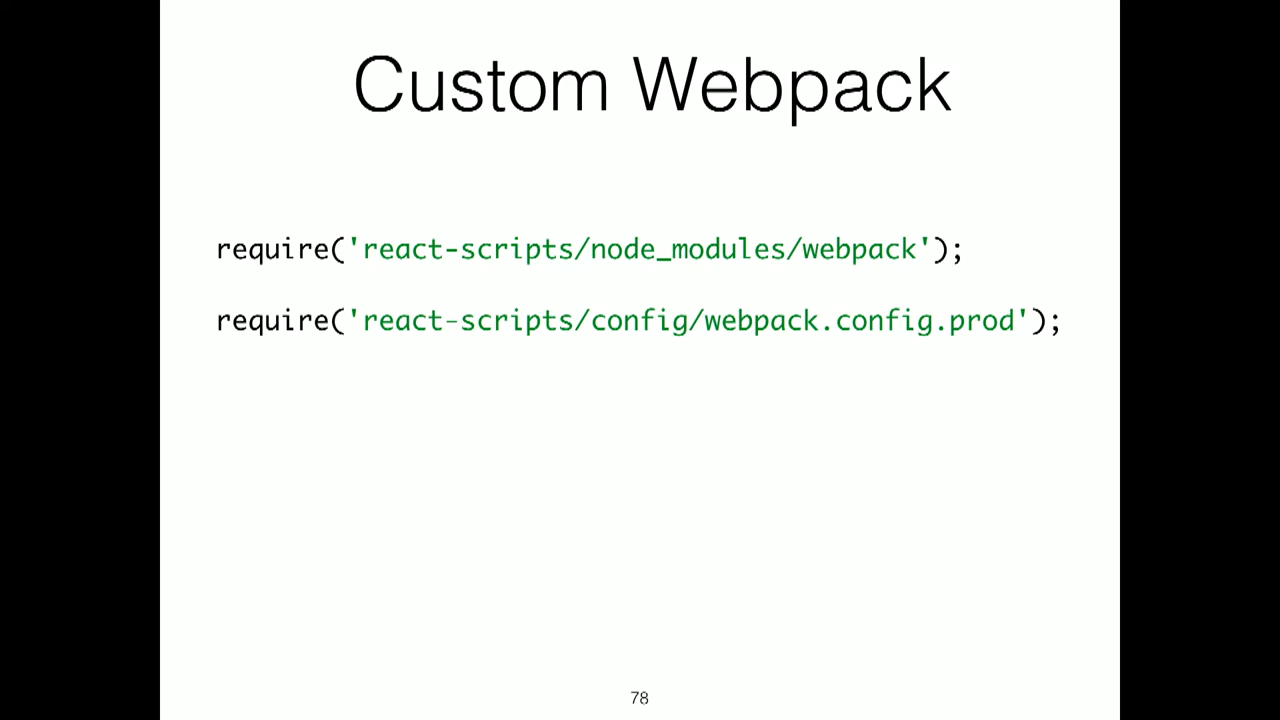 Custom Webpack
require('react-scripts/node_modules/webpack');
require('react-scripts/config/webpack.config.prod');
78